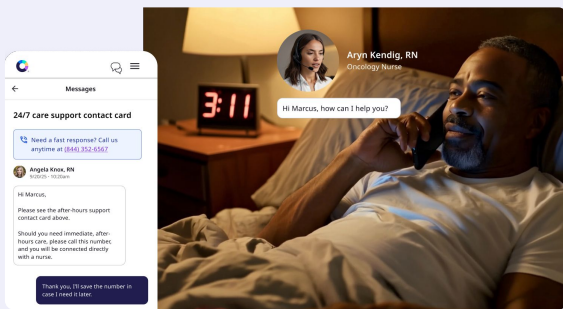 Messages
24/7 care support contact card
Need a fast response? Call us
anytime at (844) 352-6567
Angela Knox, RN
9/20/25 - 10:20am
Hi Marcus,
Please see the after-hours support
contact card above.
Should you need immediate, after-
hours care, please call this number,
and you will be connected directly
with a nurse.
Thank you, I'll save the number in
case I need it later.
Aryn Kendig, RN
Oncology Nurse
Hi Marcus, how can I help you?
3:11